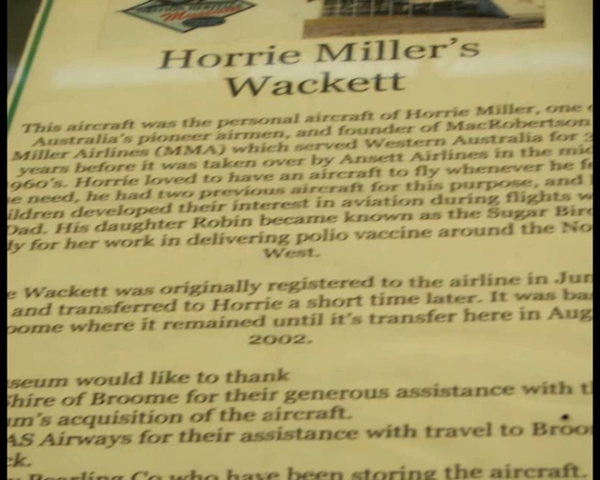 Horrie Miller's
Wackett
This aircraft was the personal aircraft of Horrie Miller, one
Australia's pioneer airmen, and founder of MacRobertson
Miller Airlines (MMA) which served Western Australia for
years before it was taken over by Ansett Airlines in the mid
960's. Horrie loved to have an aircraft to fly whenever he
need, he had two previous aircraft for this purpose, and
ildren developed their interest in aviation during flights
Dad. His daughter Robin became known as the Sugar Bird
dy for her work in delivering polio vaccine around the No
West.
e Wackett was originally registered to the airline in Jun
and transferred to Horrie a short time later. It was ba
oome where it remained until it's transfer here in Aug
2002.
seum would like to thank
Shire of Broome for their generous assistance with t
um's acquisition of the aircraft.
AS Airways for their assistance with travel to Broo
ck.
Pearling Co who have been storing the aircraft.